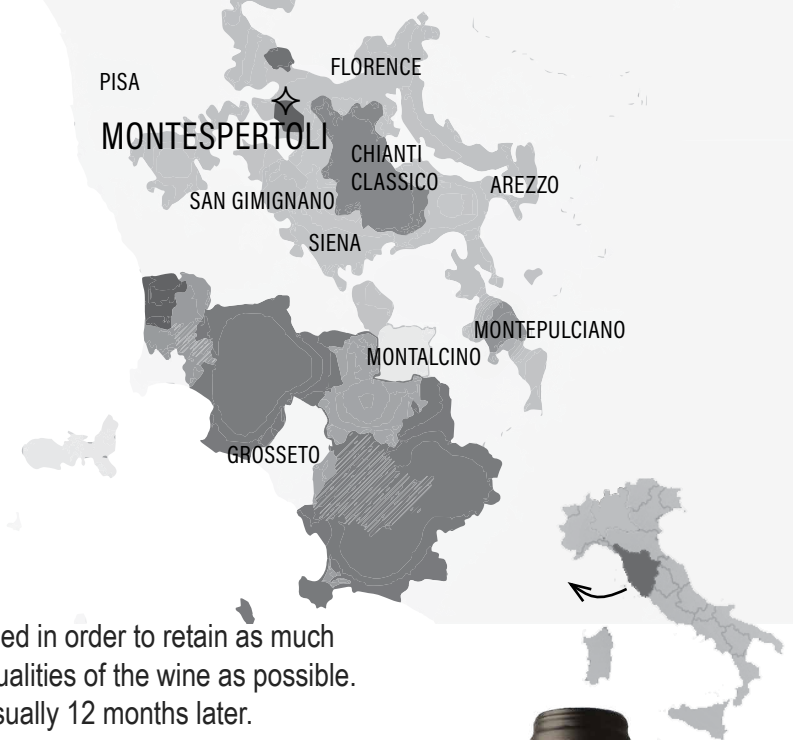 FLORENCE
PISA
MONTESPERTOLI
CHIANTI
CLASSICO
AREZZO
SAN GIMIGNANO
SIENA
MONTEPULCIANO
MONTALCINO
GROSSETO
ed in order to retain as much
ualities of the wine as possible.
sually 12 months later.